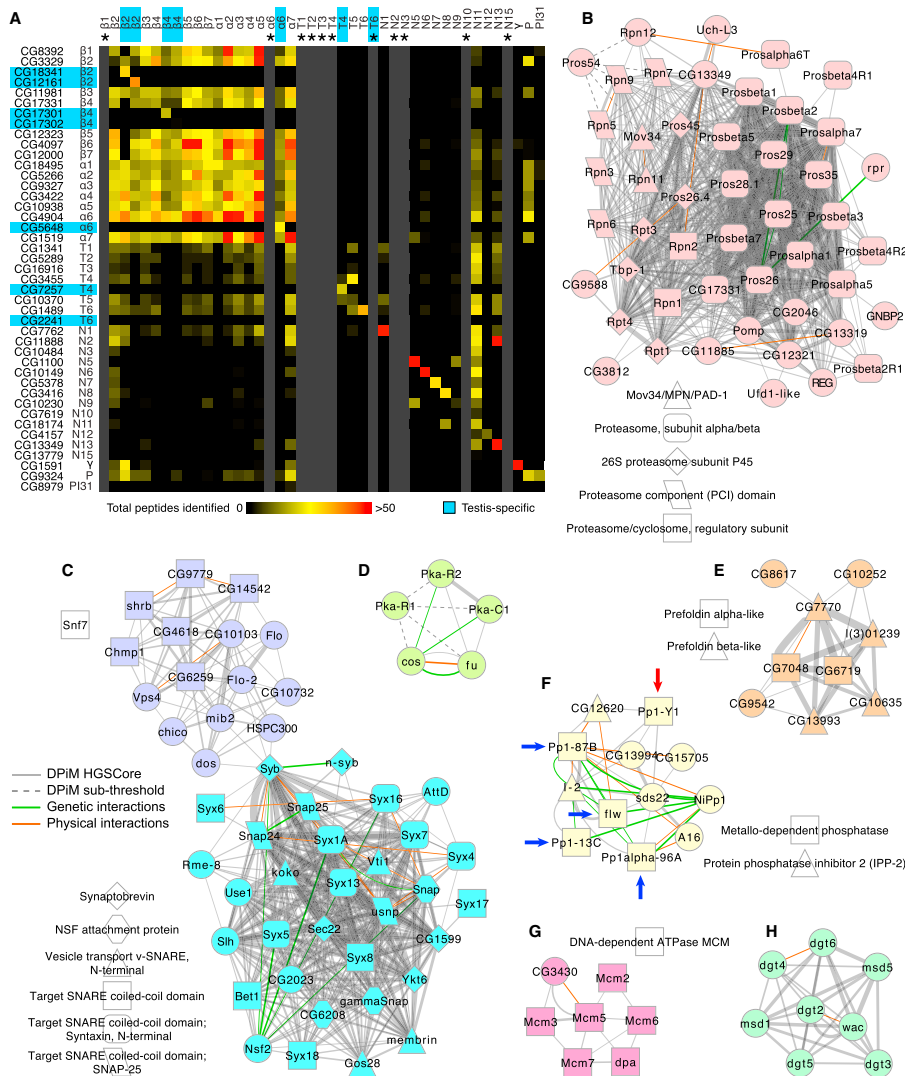 A
β1
β2
β2
β2
β3
β4
β4
β4
β5
β6
β7
α1
α2
α3
α4
α5
α6
α6
α7
T1
T2
T3
T4
T4
T5
T6
T6
N1
N2
N3
N5
N6
N7
N8
N9
N10
N11
N12
N13
N15
Y
P
PI31
* * * * * * * * * * *
CG8392 β1
CG3329 β2
CG18341 β2
CG12161 β2
CG11981 β3
CG17331 β4
CG17301 β4
CG17302 β4
CG12323 β5
CG4097 β6
CG12000 β7
CG18495 α1
CG5266 α2
CG9327 α3
CG3422 α4
CG10938 α5
CG4904 α6
CG5648 α6
CG1519 α7
CG1341 T1
CG5289 T2
CG16916 T3
CG3455 T4
CG7257 T4
CG10370 T5
CG1489 T6
CG2241 T6
CG7762 N1
CG11888 N2
CG10484 N3
CG1100 N5
CG10149 N6
CG5378 N7
CG3416 N8
CG10230 N9
CG7619 N10
CG18174 N11
CG4157 N12
CG13349 N13
CG13779 N15
CG1591 Y
CG9324 P
CG8979 PI31
Total peptides identified 0 >50 Testis-specific
B
Rpn12
Uch-L3
Prosalpha6T
Pros54
Rpn9
Rpn7
CG13349
Prosbeta4R1
Prosbeta1
Prosbeta2
Rpn5
Mov34
Pros45
Prosbeta5
Prosalpha7
Pros29
Rpn3
Rpn11
Pros28.1
Pros35
rpr
Pros26.4
Rpn6
Rpt3
Pros25
Prosbeta3
Rpn2
Prosbeta7
Prosalpha1
Prosbeta4R2
Tbp-1
CG9588
Pros26
Prosalpha5
Rpn1
CG17331
Rpt4
CG2046
GNBP2
Pomp
CG13319
Rpt1
CG11885
CG12321
Prosbeta2R1
CG3812
REG
Ufd1-like
Mov34/MPN/PAD-1
Proteasome, subunit alpha/beta
26S proteasome subunit P45
Proteasome component (PCI) domain
Proteasome/cyclosome, regulatory subunit
C
CG9779
CG14542
shrb
Snf7
CG4618
CG10103
Flo
Chmp1
CG6259
Flo-2
Vps4
CG10732
mib2
chico
HSPC300
dos
DPiM HGSCore
DPiM sub-threshold
Genetic interactions
Physical interactions
Syb
n-syb
AttD
Syx6
Snap25
Syx16
Snap24
Syx1A
Syx7
Vti1
Syx4
Rme-8
koko
Syx13
Snap
Use1
usnp
Syx17
Slh
Syx5
Sec22
CG1599
Syx8
Ykt6
Bet1
CG2023
gammaSnap
CG6208
membrin
Nsf2
Syx18
Gos28
Synaptobrevin
NSF attachment protein
Vesicle transport v-SNARE,
N-terminal
Target SNARE coiled-coil domain
Target SNARE coiled-coil domain;
Syntaxin, N-terminal
Target SNARE coiled-coil domain;
SNAP-25
D
Pka-R2
Pka-R1
Pka-C1
cos
fu
E
CG8617
CG10252
Prefoldin alpha-like
CG7770
Prefoldin beta-like
l(3)01239
CG7048
CG6719
CG9542
CG10635
CG13993
F
CG12620
Pp1-Y1
Pp1-87B
CG13994
CG15705
I-2
sds22
NiPp1
flw
Pp1-13C
A16
Pp1alpha-96A
Metallo-dependent phosphatase
Protein phosphatase inhibitor 2 (IPP-2)
G
DNA-dependent ATPase MCM
CG3430
Mcm2
Mcm3
Mcm5
Mcm6
Mcm7
dpa
H
dgt6
dgt4
msd5
dgt2
msd1
wac
dgt5
dgt3